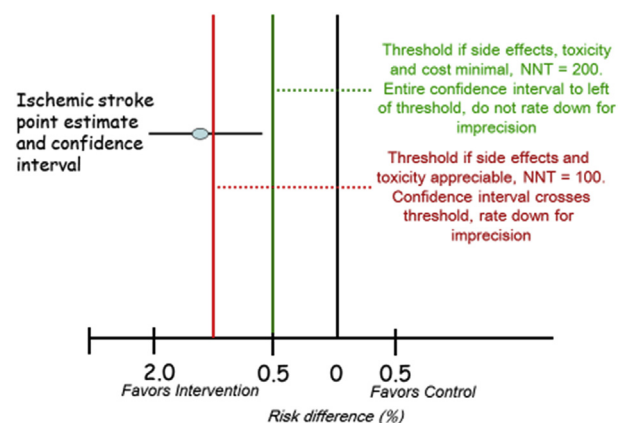 Threshold if side effects, toxicity
and cost minimal, NNT = 200.
Entire confidence interval to left
of threshold, do not rate down for
imprecision
Ischemic stroke
point estimate
and confidence
interval
Threshold if side effects and
toxicity appreciable, NNT = 100.
Confidence interval crosses
threshold, rate down for
imprecision
2.0 0.5 0 0.5
Favors Intervention Favors Control
Risk difference (%)